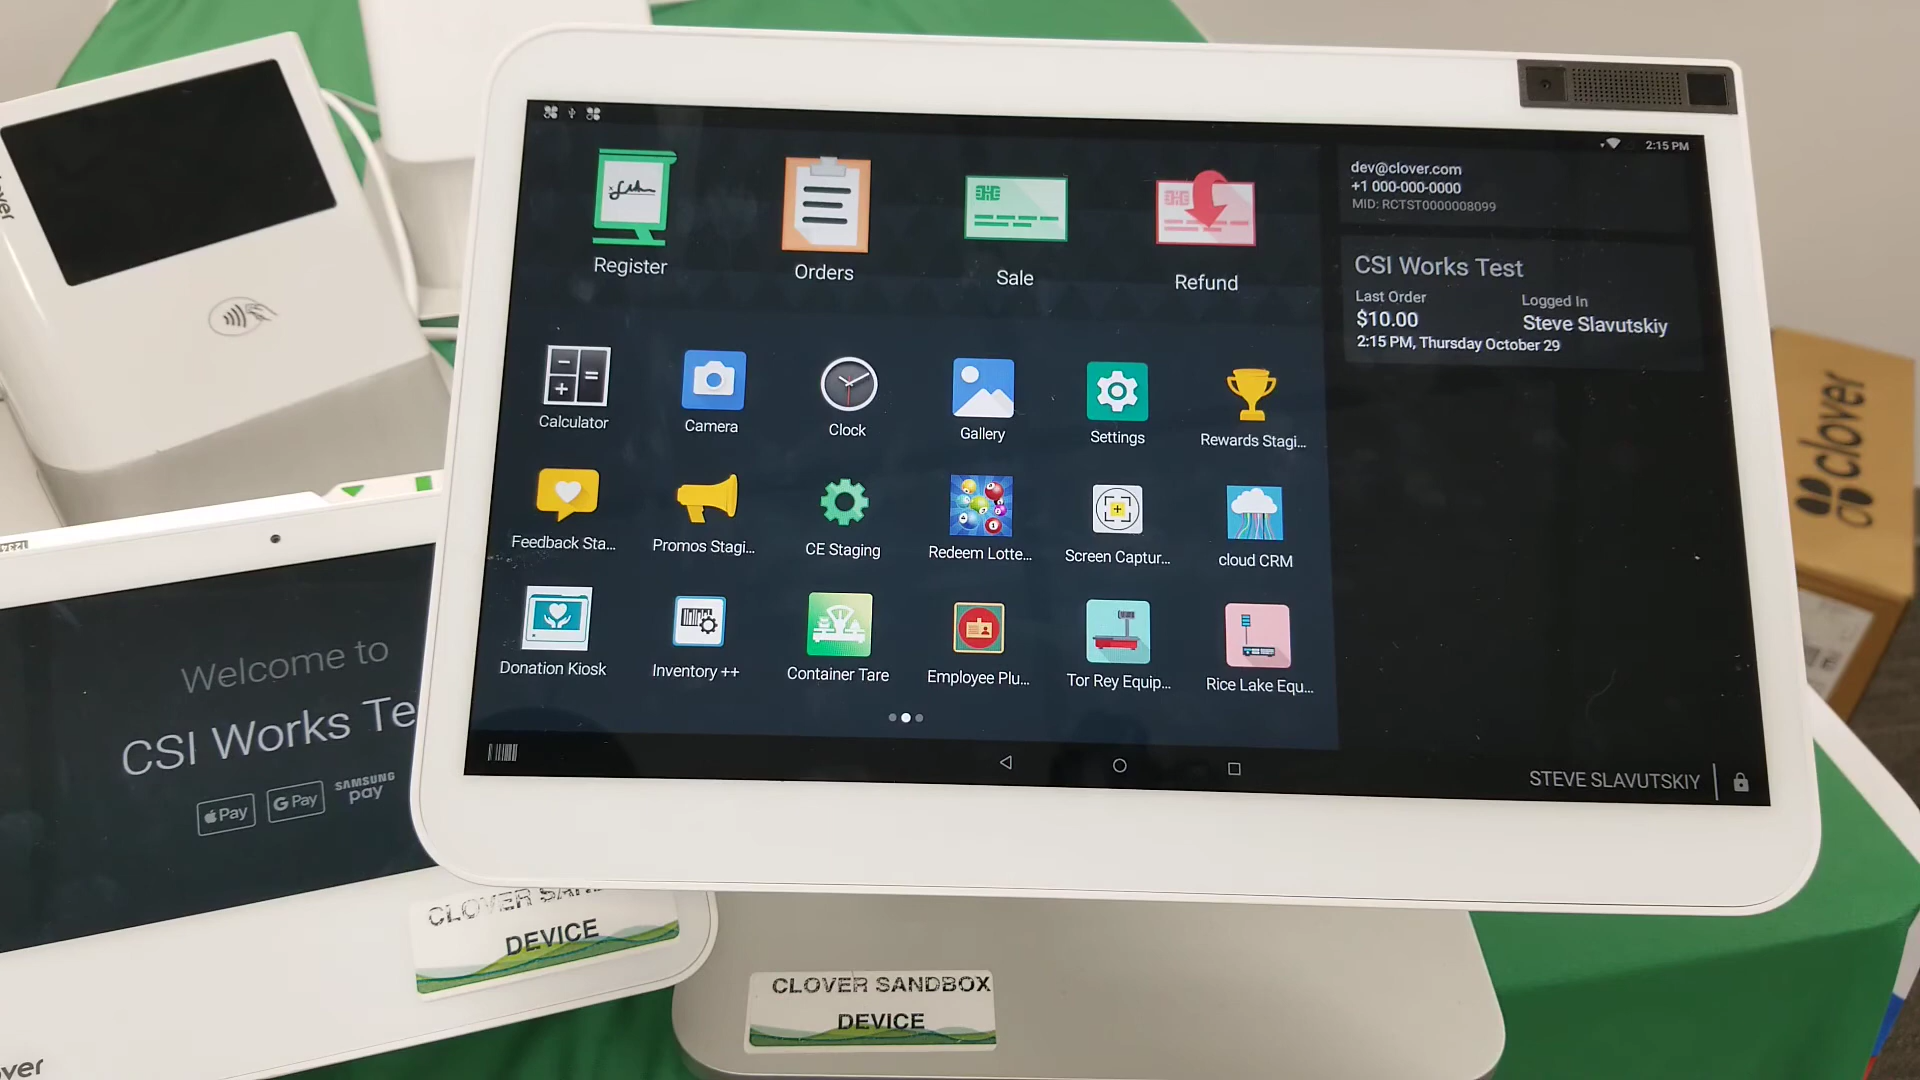 2:15 PM
dev@clover.com
+1 000-000-0000
MID: RCTST0000008099
Register
Orders
Sale
Refund
CSI Works Test
Last Order
Logged In
$10.00
Steve Slavutskiy
2:15 PM, Thursday October 29
Calculator
Camera
Clock
Gallery
Settings
Rewards Stagi...
Feedback Sta...
Promos Stagi...
CE Staging
Redeem Lotte...
Screen Captur...
cloud CRM
Donation Kiosk
Inventory ++
Container Tare
Employee Plu...
Tor Rey Equip...
Rice Lake Equ...
STEVE SLAVUTSKIY
clover
Welcome to
CSI Works Te
Pay
G Pay
SAMSUNG
pay
CLOVER SAN
DEVICE
CLOVER SANDBOX
DEVICE
over